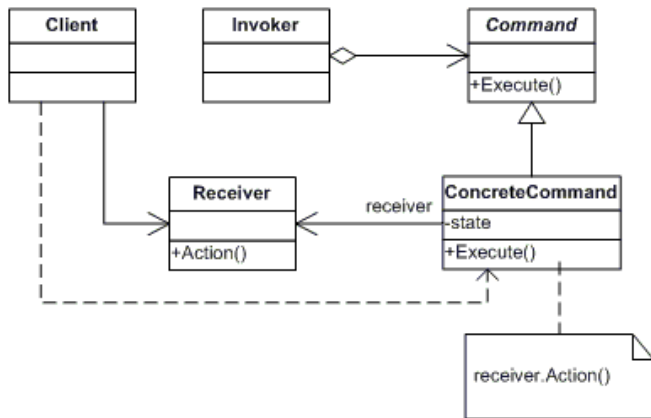 Client
Invoker
Command
+Execute()
Receiver
+Action()
receiver
ConcreteCommand
-state
+Execute()
receiver.Action()